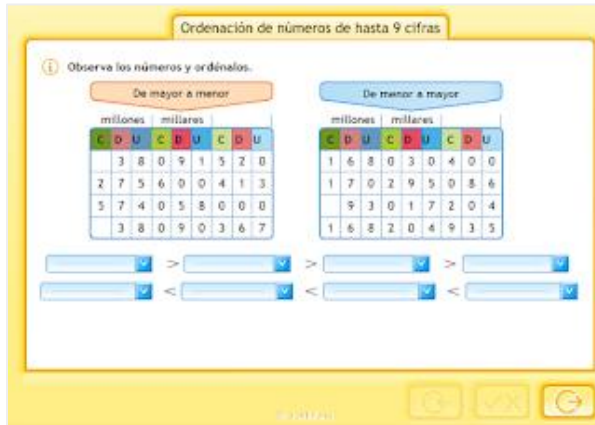 Ordenación de números de hasta 9 cifras
i Observa los números y ordénalos.
De mayor a menor
millones millares
C D U C D U C D U
3 8 0 9 1 5 2 0
2 7 5 6 0 0 4 1 3
5 7 4 0 5 8 0 0 0
3 8 0 9 0 3 6 7
De menor a mayor
millones millares
C D U C D U C D U
1 6 8 0 3 0 4 0 0
1 7 0 2 9 5 0 8 6
9 3 0 1 7 2 0 4
1 6 8 2 0 4 9 3 5
> > >
< < <